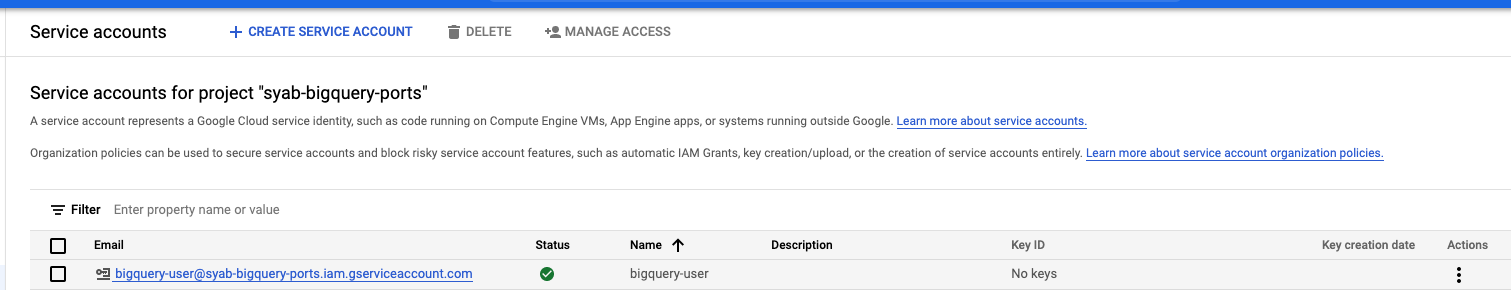 Service accounts
CREATE SERVICE ACCOUNT
DELETE
MANAGE ACCESS
Service accounts for project "syab-bigquery-ports"
A service account represents a Google Cloud service identity, such as code running on Compute Engine VMs, App Engine apps, or systems running outside Google. Learn more about service accounts.
Organization policies can be used to secure service accounts and block risky service account features, such as automatic IAM Grants, key creation/upload, or the creation of service accounts entirely. Learn more about service account organization policies.
Filter Enter property name or value
Email Status Name Description Key ID Key creation date Actions
bigquery-user@syab-bigquery-ports.iam.gserviceaccount.com bigquery-user No keys